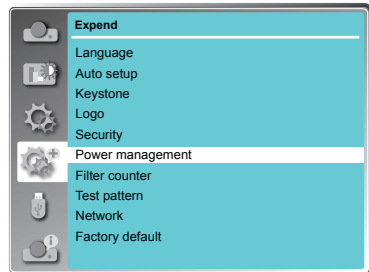 Expend
Language
Auto setup
Keystone
Logo
Security
Power management
Filter counter
Test pattern
Network
Factory default